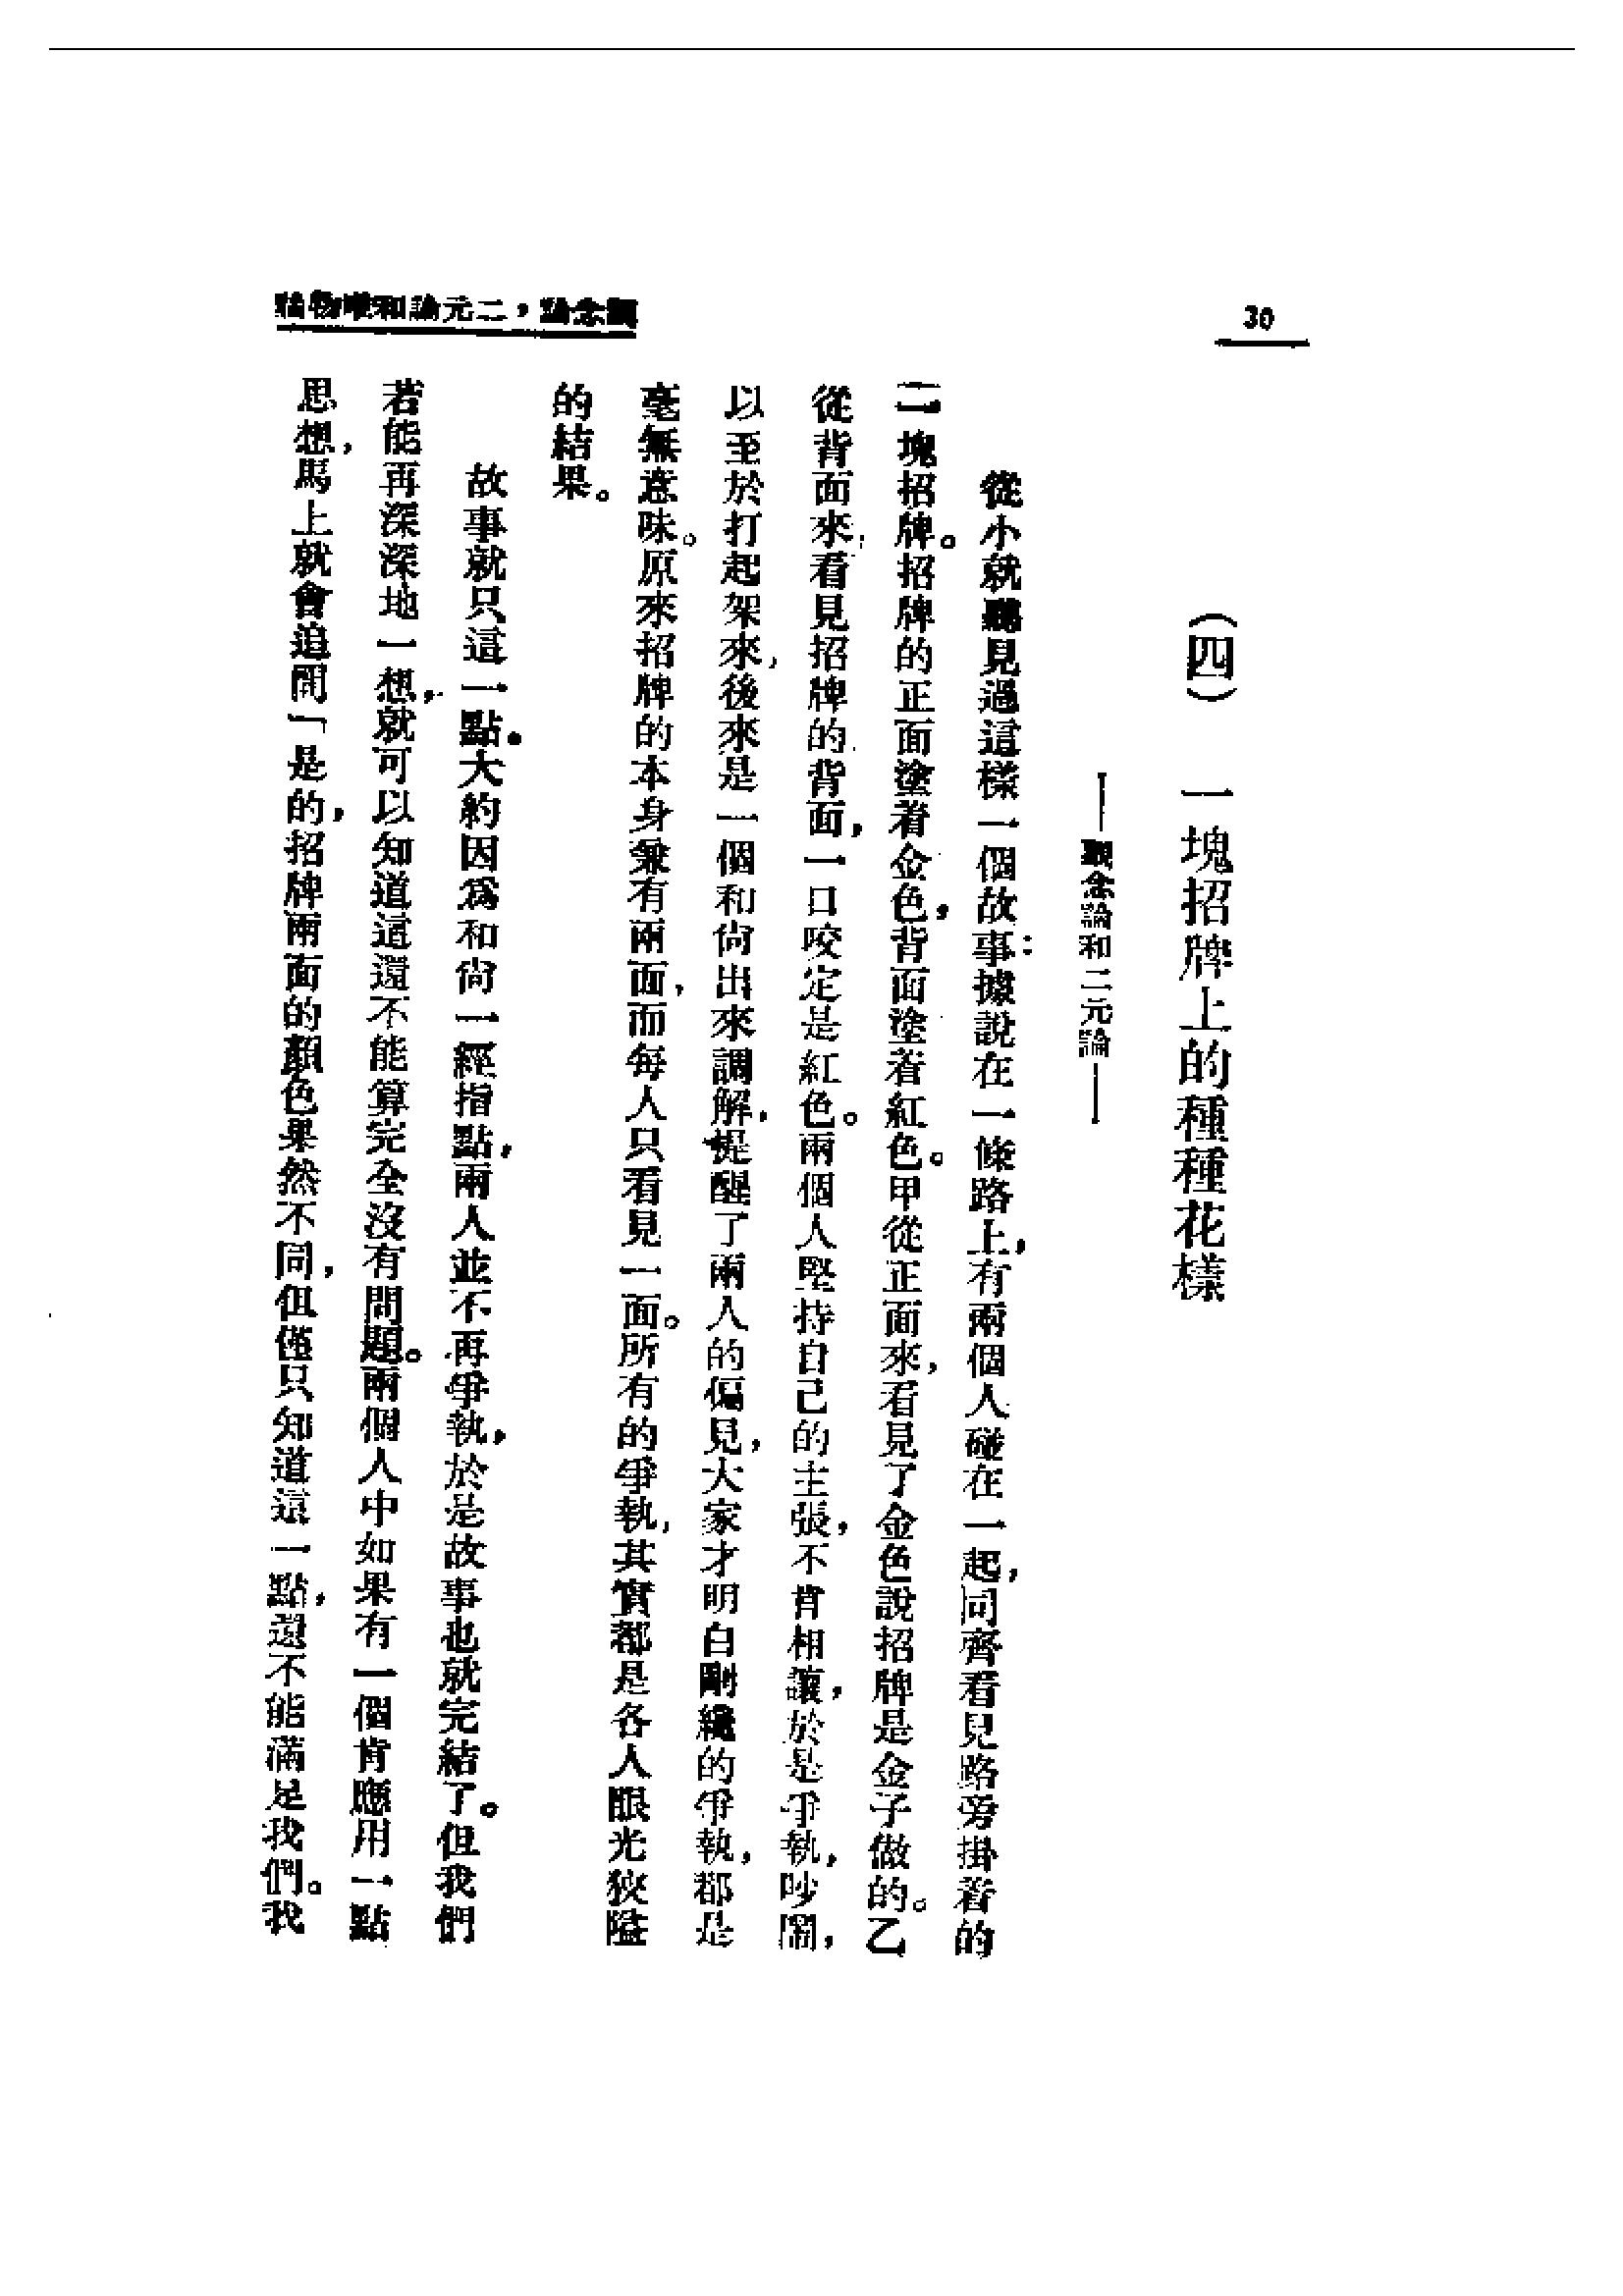 30
觀念論,二元論和唯物論
(四) 一塊招牌上的種種花樣
——觀念論和二元論——
從小就聽見過這樣一個故事:據說在一條路上,有兩個人碰在一起,同齊看見路旁掛着的
一塊招牌。招牌的正面塗着金色,背面塗着紅色。甲從正面來,看見了金色說招牌是金子做的。乙
從背面來,看見招牌的背面,一口咬定是紅色。兩個人堅持自己的主張,不肯相讓,於是爭執,吵鬧,
以至於打起架來,後來是一個和尙出來調解,提醒了兩人的偏見,大家才明白剛纔的爭執,都是
毫無意味。原來招牌的本身兼有兩面,而每人只看見一面。所有的爭執,其實都是各人眼光狹隘
的結果。
故事就只這一點。大約因爲和尙一經指點,兩人並不再爭執,於是故事也就完結了。但我們
若能再深深地一想,就可以知道這還不能算完全沒有問題。兩個人中如果有一個肯應用一點
思想,馬上就會追問「是的,招牌兩面的顏色果然不同,但僅只知道這一點,還不能滿足我們。我